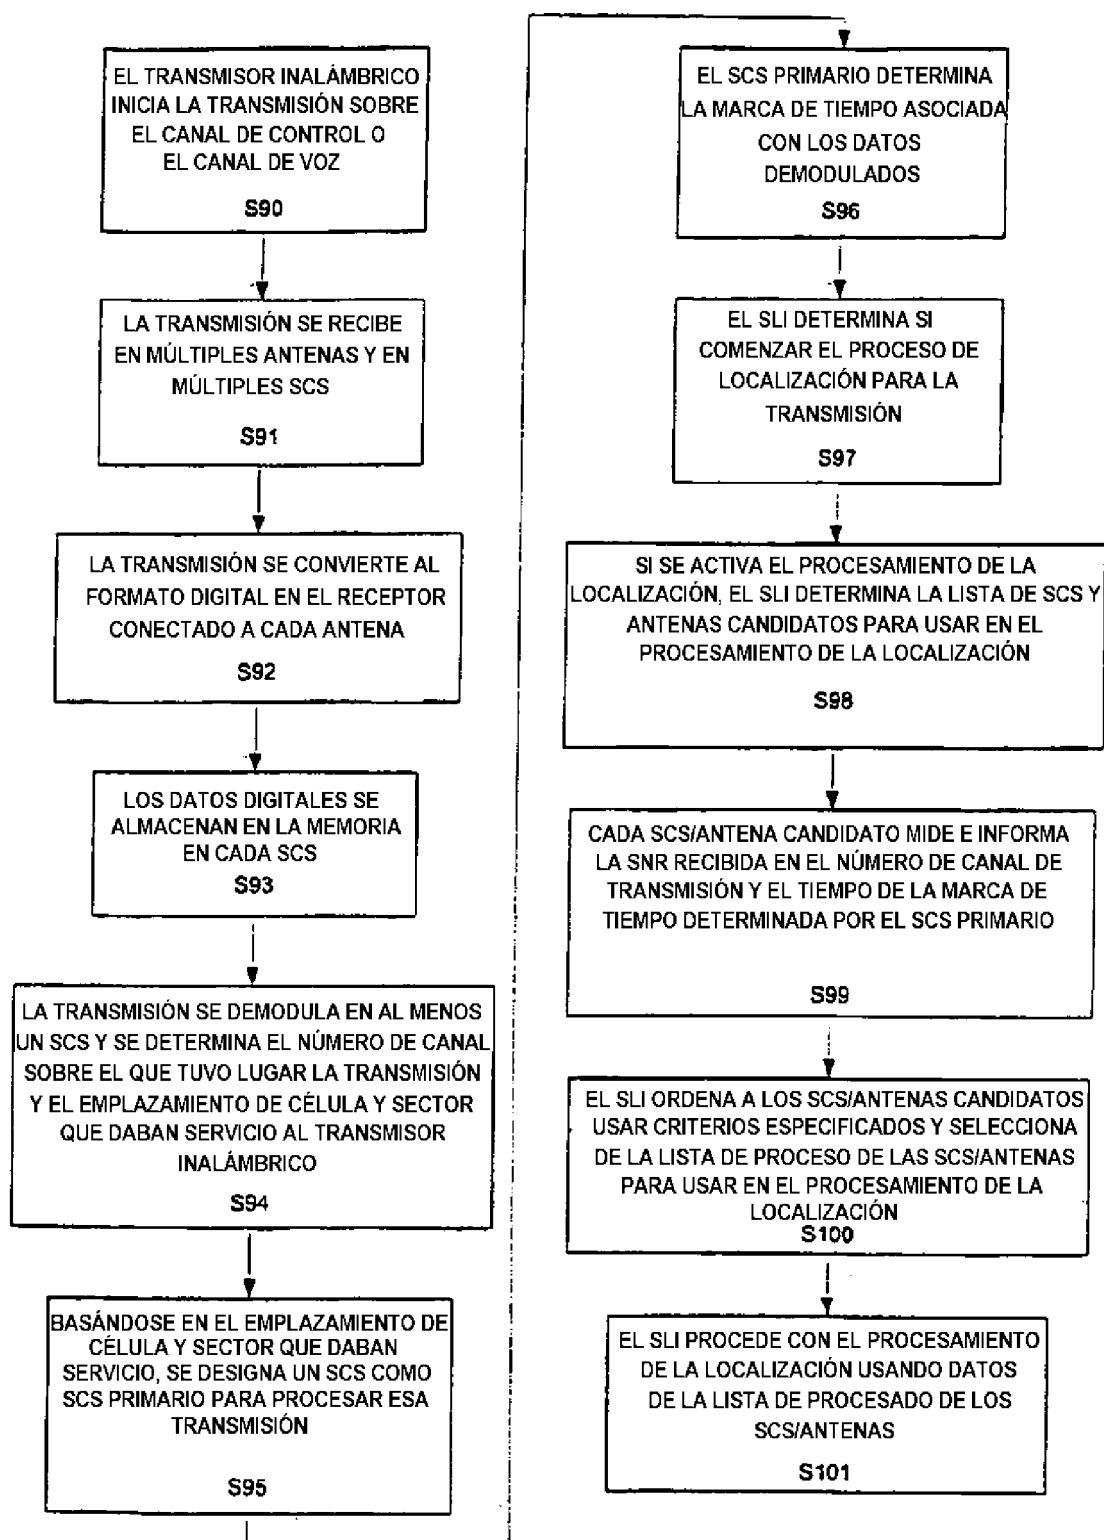 EL TRANSMISOR INALÁMBRICO
INICIA LA TRANSMISIÓN SOBRE
EL CANAL DE CONTROL O
EL CANAL DE VOZ
S90
LA TRANSMISIÓN SE RECIBE
EN MÚLTIPLES ANTENAS Y EN
MÚLTIPLES SCS
S91
LA TRANSMISIÓN SE CONVIERTE AL
FORMATO DIGITAL EN EL RECEPTOR
CONECTADO A CADA ANTENA
S92
LOS DATOS DIGITALES SE
ALMACENAN EN LA MEMORIA
EN CADA SCS
S93
LA TRANSMISIÓN SE DEMODULA EN AL MENOS
UN SCS Y SE DETERMINA EL NÚMERO DE CANAL
SOBRE EL QUE TUVO LUGAR LA TRANSMISIÓN
Y EL EMPLAZAMIENTO DE CÉLULA Y SECTOR
QUE DABAN SERVICIO AL TRANSMISOR
INALÁMBRICO
S94
BASÁNDOSE EN EL EMPLAZAMIENTO DE
CÉLULA Y SECTOR QUE DABAN
SERVICIO, SE DESIGNA UN SCS COMO
SCS PRIMARIO PARA PROCESAR ESA
TRANSMISIÓN
S95
EL SCS PRIMARIO DETERMINA
LA MARCA DE TIEMPO ASOCIADA
CON LOS DATOS
DEMODULADOS
S96
EL SLI DETERMINA SI
COMENZAR EL PROCESO DE
LOCALIZACIÓN PARA LA
TRANSMISIÓN
S97
SI SE ACTIVA EL PROCESAMIENTO DE LA
LOCALIZACIÓN, EL SLI DETERMINA LA LISTA DE SCS Y
ANTENAS CANDIDATOS PARA USAR EN EL
PROCESAMIENTO DE LA LOCALIZACIÓN
S98
CADA SCS/ANTENA CANDIDATO MIDE E INFORMA
LA SNR RECIBIDA EN EL NÚMERO DE CANAL DE
TRANSMISIÓN Y EL TIEMPO DE LA MARCA DE
TIEMPO DETERMINADA POR EL SCS PRIMARIO
S99
EL SLI ORDENA A LOS SCS/ANTENAS CANDIDATOS
USAR CRITERIOS ESPECIFICADOS Y SELECCIONA
DE LA LISTA DE PROCESO DE LAS SCS/ANTENAS
PARA USAR EN EL PROCESAMIENTO DE LA
LOCALIZACIÓN
S100
EL SLI PROCEDE CON EL PROCESAMIENTO
DE LA LOCALIZACIÓN USANDO DATOS
DE LA LISTA DE PROCESADO DE LOS
SCS/ANTENAS
S101